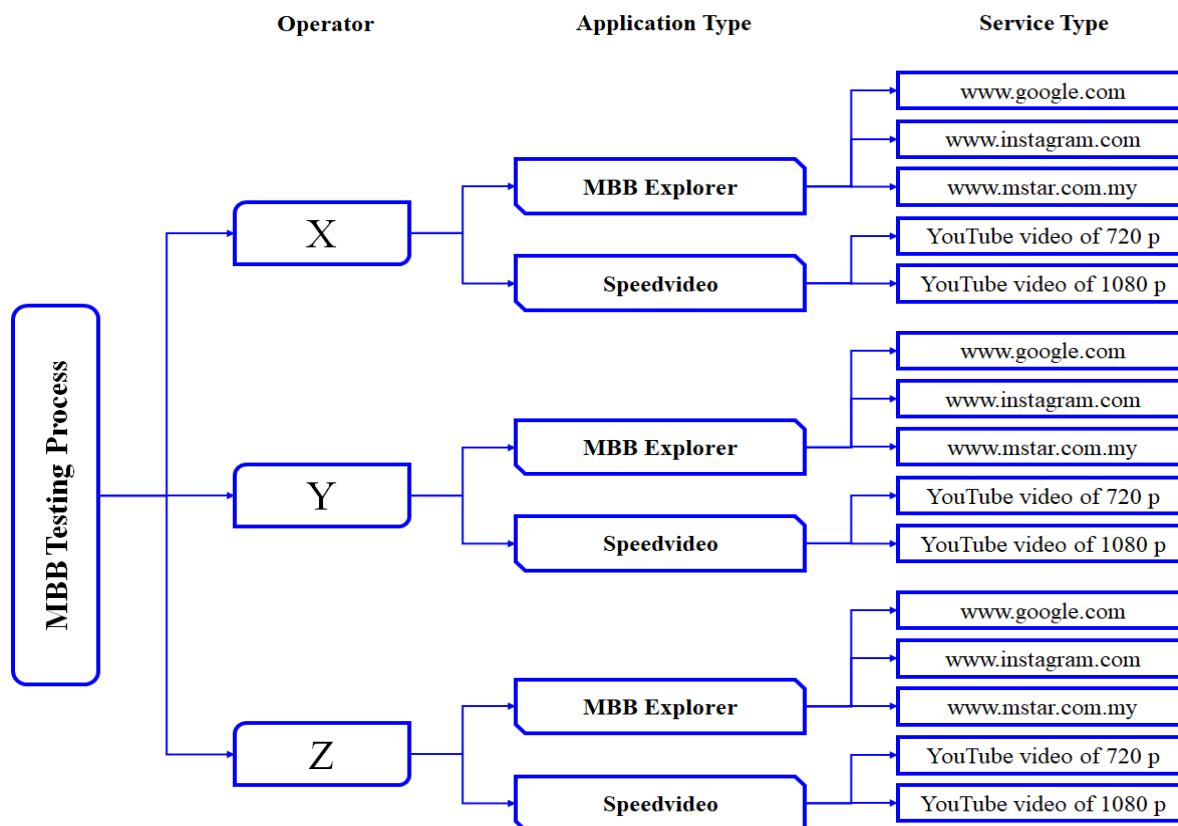 Operator Application Type Service Type
MBB Testing Process
X
MBB Explorer
www.google.com
www.instagram.com
www.mstar.com.my
Speedvideo
YouTube video of 720 p
YouTube video of 1080 p
Y
MBB Explorer
www.google.com
www.instagram.com
www.mstar.com.my
Speedvideo
YouTube video of 720 p
YouTube video of 1080 p
Z
MBB Explorer
www.google.com
www.instagram.com
www.mstar.com.my
Speedvideo
YouTube video of 720 p
YouTube video of 1080 p